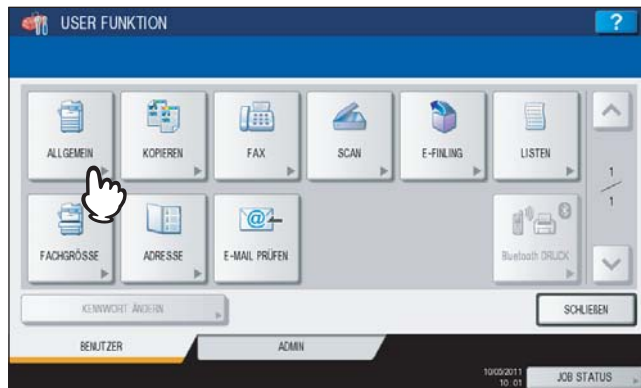 USER FUNKTION
?
ALLGEMEIN KOPIEREN FAX SCAN E-FINLING LISTEN
1
1
FACHGRÖSSE ADRESSE E-MAIL PRÜFEN Bluetooth DRUCK
KENNWORT ÄNDERN SCHLIEßEN
BENUTZER ADMIN
10/03/2011
10:01 JOB STATUS